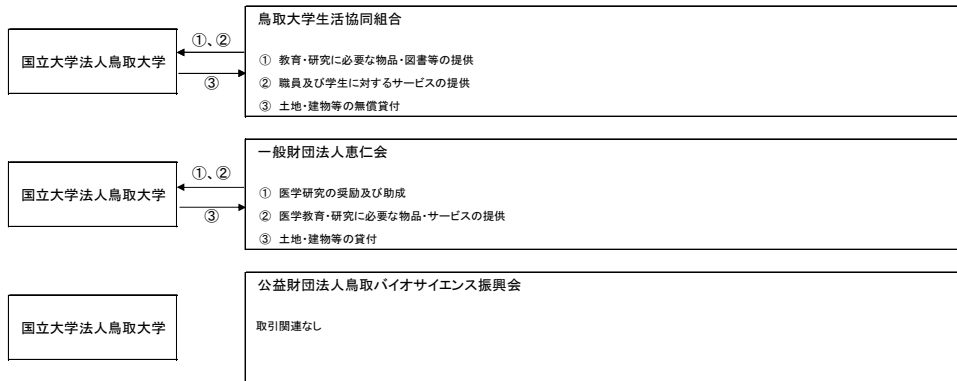 鳥取大学生活協同組合
①、②
国立大学法人鳥取大学
③
① 教育・研究に必要な物品・図書等の提供
② 職員及び学生に対するサービスの提供
③ 土地・建物等の無償貸付
一般財団法人恵仁会
①、②
国立大学法人鳥取大学
③
① 医学研究の奨励及び助成
② 医学教育・研究に必要な物品・サービスの提供
③ 土地・建物等の貸付
公益財団法人鳥取バイオサイエンス振興会
国立大学法人鳥取大学
取引関連なし